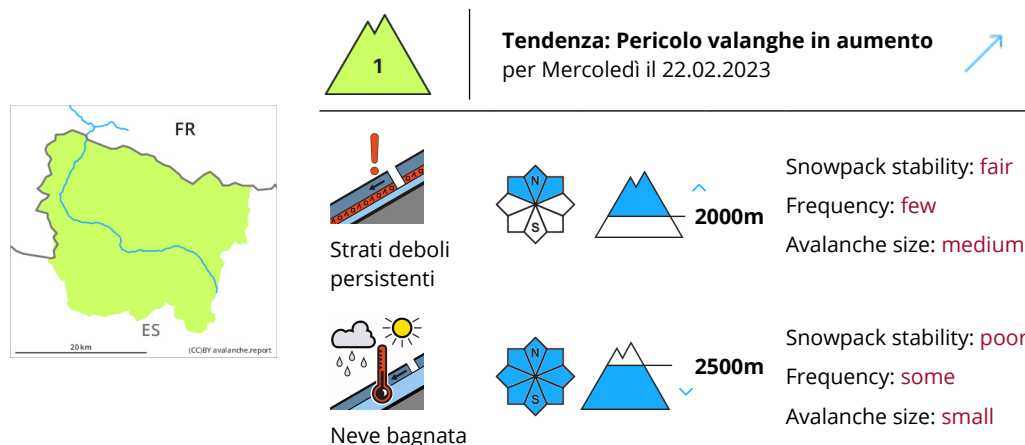 1
Tendenza: Pericolo valanghe in aumento
per Mercoledì il 22.02.2023
FR
ES
20 km
(CC)BY avalanche.report
Strati deboli
persistenti
N
S
2000m
Snowpack stability: fair
Frequency: few
Avalanche size: medium
Neve bagnata
N
S
2500m
Snowpack stability: poor
Frequency: some
Avalanche size: small